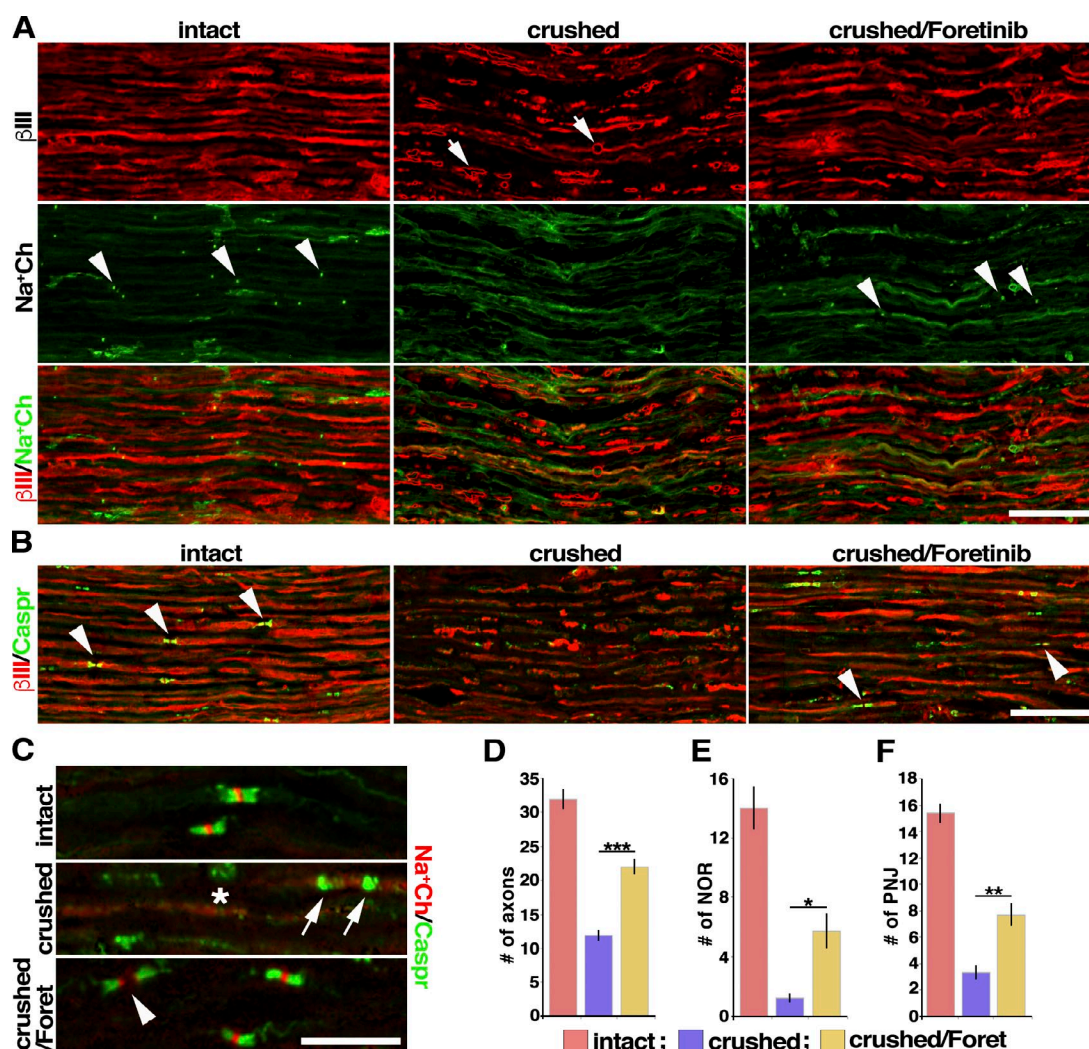 A
intact
crushed
crushed/Foretinib
βIII
Na⁺Ch
βIII/Na⁺Ch
B
intact
crushed
crushed/Foretinib
βIII/Caspr
C
intact
crushed
*
crushed
/Foret
Na⁺Ch/Caspr
D
# of axons
35
30
25
20
15
10
5
0
***
E
# of NOR
16
12
8
4
0
*
F
# of PNJ
18
16
14
12
10
8
6
4
2
0
**
intact; crushed; crushed/Foret